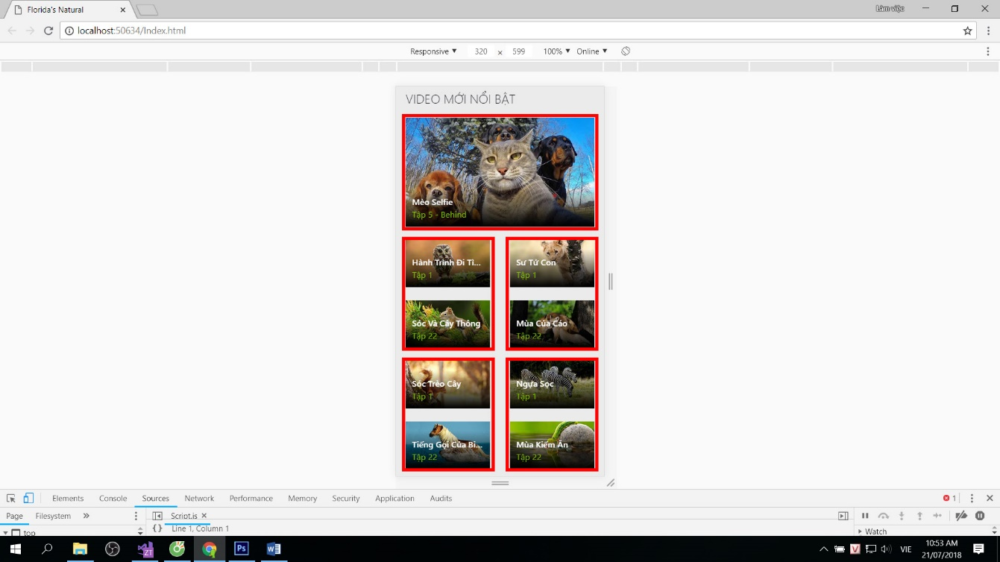 Florida's Natural
Làm việc
localhost:50634/Index.html
Responsive 320 x 599 100% Online
VIDEO MỚI NỔI BẬT
Mèo Selfie
Tập 5 - Behind
Hành Trình Đi Tì...
Tập 1
Sư Tử Con
Tập 1
Sóc Và Cây Thông
Tập 22
Mùa Của Cáo
Tập 22
Sóc Trèo Cây
Tập 1
Ngựa Sọc
Tập 1
Tiếng Gọi Của Bi...
Tập 22
Mùa Kiếm Ăn
Tập 22
Elements Console Sources Network Performance Memory Security Application Audits 1
Page Filesystem Script.js
top {} Line 1, Column 1 Watch
ZT Ps W V VIE
10:53 AM
21/07/2018